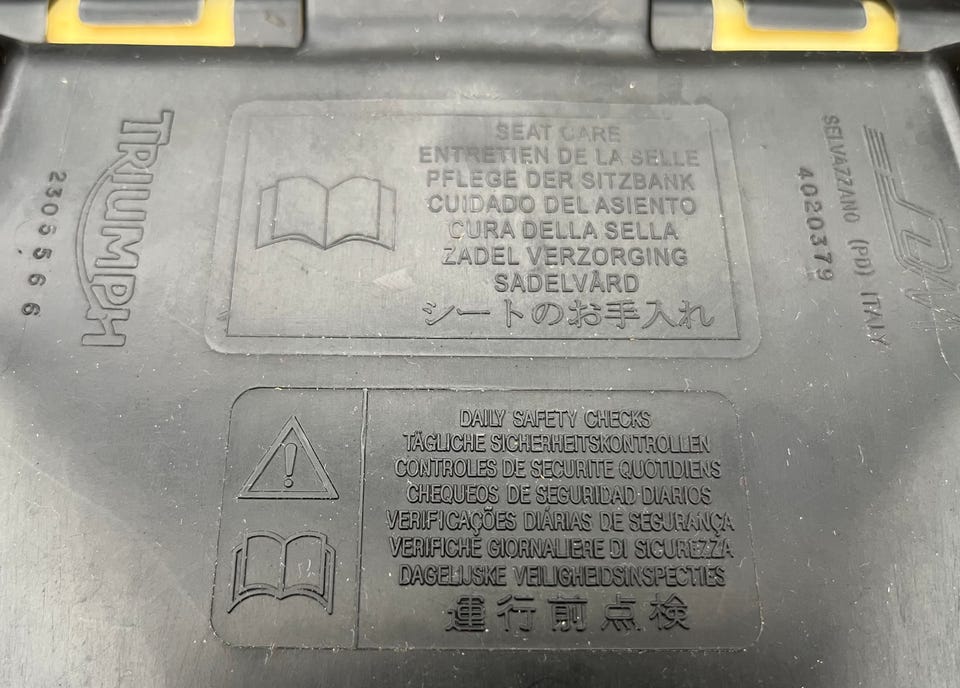 TRIUMPH
2305566
SEAT CARE
ENTRETIEN DE LA SELLE
PFLEGE DER SITZBANK
CUIDADO DEL ASIENTO
CURA DELLA SELLA
ZADEL VERZORGING
SADELVÅRD
シートのお手入れ
SELVAZZANO (PD) ITALY
4020379
DAILY SAFETY CHECKS
TÄGLICHE SICHERHEITSKONTROLLEN
CONTROLES DE SECURITE QUOTIDIENS
CHEQUEOS DE SEGURIDAD DIARIOS
VERIFICAÇÕES DIÁRIAS DE SEGURANÇA
VERIFICHE GIORNALIERE DI SICUREZZA
DAGELIJSKE VEILIGHEIDSINSPECTIES
運行前点検